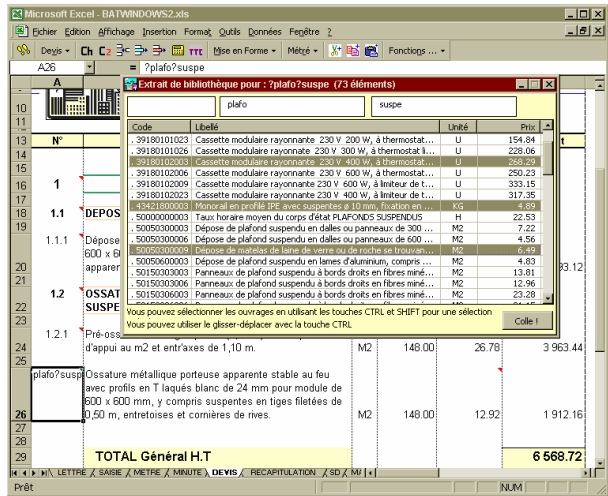 Microsoft Excel - BATWINDOWS2.xls
Fichier Edition Affichage Insertion Format Outils Données Fenêtre ?
Devis Ch C2 TTC Mise en Forme Métré Fonctions ...
A26 = ?plafo?suspe
A
Extrait de bibliothèque pour : ?plafo?suspe (73 éléments)
plafo suspe
Code Libellé Unité Prix
. 39180101023 Cassette modulaire rayonnante 230 V 200 W, à thermostat... U 154.84
. 39180101026 Cassette modulaire rayonnante 230 V 300 W, à thermostat li... U 228.06
. 39180102003 Cassette modulaire rayonnante 230 V 400 W, à thermostat... U 268.29
. 39180102006 Cassette modulaire rayonnante 230 V 600 W, à thermostat... U 250.23
. 39180102009 Cassette modulaire rayonnante 230 V 600 W, à limiteur de t... U 333.15
. 39180102023 Cassette modulaire rayonnante 230 V 400 W, à limiteur de t... U 317.35
. 43421800003 Monorail en profilé IPE avec suspentes ø 10 mm, fixation en ... KG 4.89
. 50000000003 Taux horaire moyen du corps d'état PLAFONDS SUSPENDUS H 22.53
. 50050300003 Dépose de plafond suspendu en dalles ou panneaux de 300 ... M2 7.22
. 50050300006 Dépose de plafond suspendu en dalles ou panneaux de 600 ... M2 4.56
. 50050300009 Dépose de matelas de laine de verre ou de roche se trouvan... M2 6.49
. 50050600003 Dépose de plafond suspendu en lames d'aluminium, compris ... M2 4.83
. 50150303003 Panneaux de plafond suspendu à bords droits en fibres miné... M2 13.81
. 50150303006 Panneaux de plafond suspendu à bords droits en fibres miné... M2 12.96
. 50150306003 Panneaux de plafond suspendu à bords droits en fibres miné... M2 23.28
Vous pouvez sélectionner les ouvrages en utilisant les touches CTRL et SHIFT pour une sélection
Vous pouvez utiliser le glisser-déplacer avec la touche CTRL
Colle !
10
11
13 N° t
14
15
16 1
17
18 1.1 DEPOS
19
1.1.1 Dépose
600 x 6
20 apparen 93.12
21
1.2 OSSAT
22 SUSPE
23
1.2.1 Pré-oss
24 d'appui au m2 et entr'axes de 1,10 m. M2 148.00 26.78 3 963.44
25
plafo?susp Ossature métallique porteuse apparente stable au feu
avec profils en T laqués blanc de 24 mm pour module de
600 x 600 mm, y compris suspentes en tiges filetées de
26 0,50 m, entretoises et cornières de rives. M2 148.00 12.92 1 912.16
27
28
29 TOTAL Général H.T 6 568.72
LETTRE SAISIE METRE MINUTE DEVIS RECAPITULATION SD
Prêt NUM